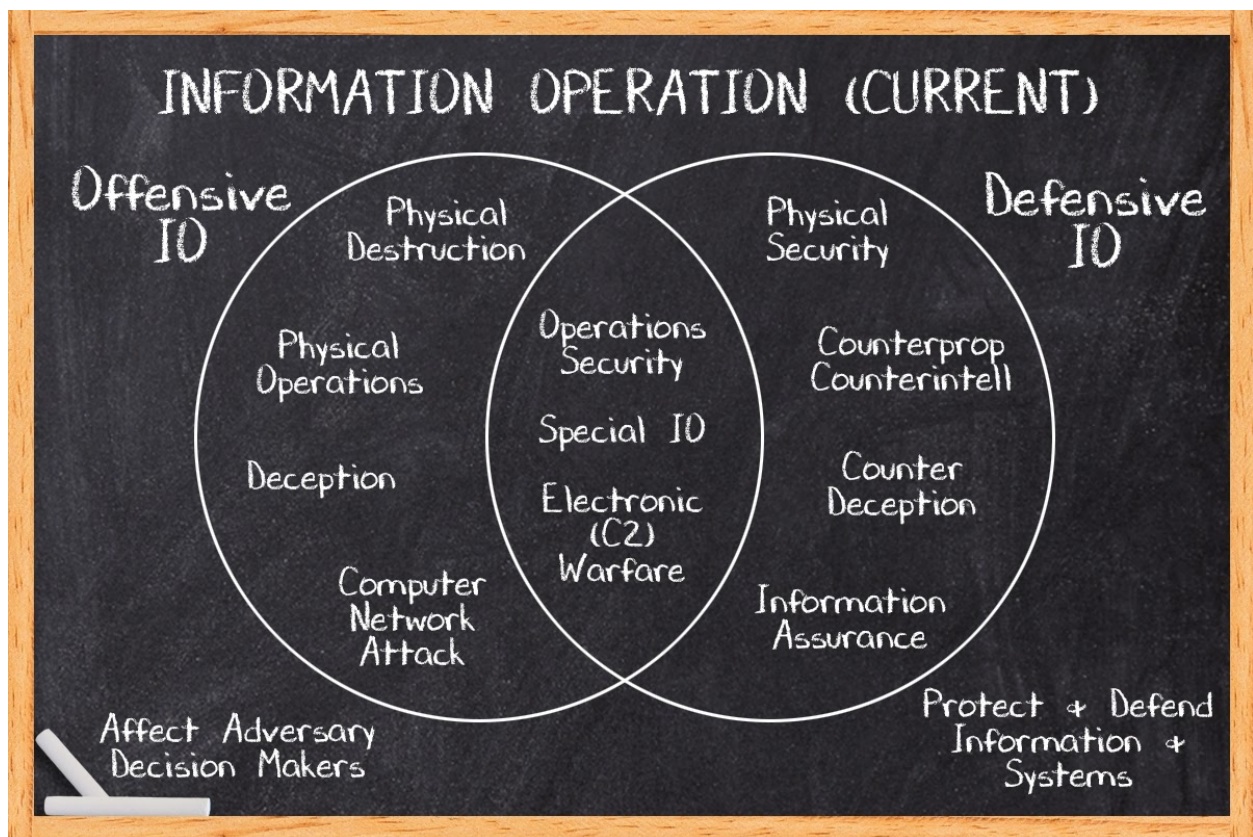 INFORMATION OPERATION (CURRENT)
Offensive
IO
Defensive
IO
Physical
Destruction
Physical
Operations
Deception
Computer
Network
Attack
Operations
Security
Special IO
Electronic
(C2)
Warfare
Physical
Security
Counterprop
Counterintell
Counter
Deception
Information
Assurance
Affect Adversary
Decision Makers
Protect & Defend
Information &
Systems